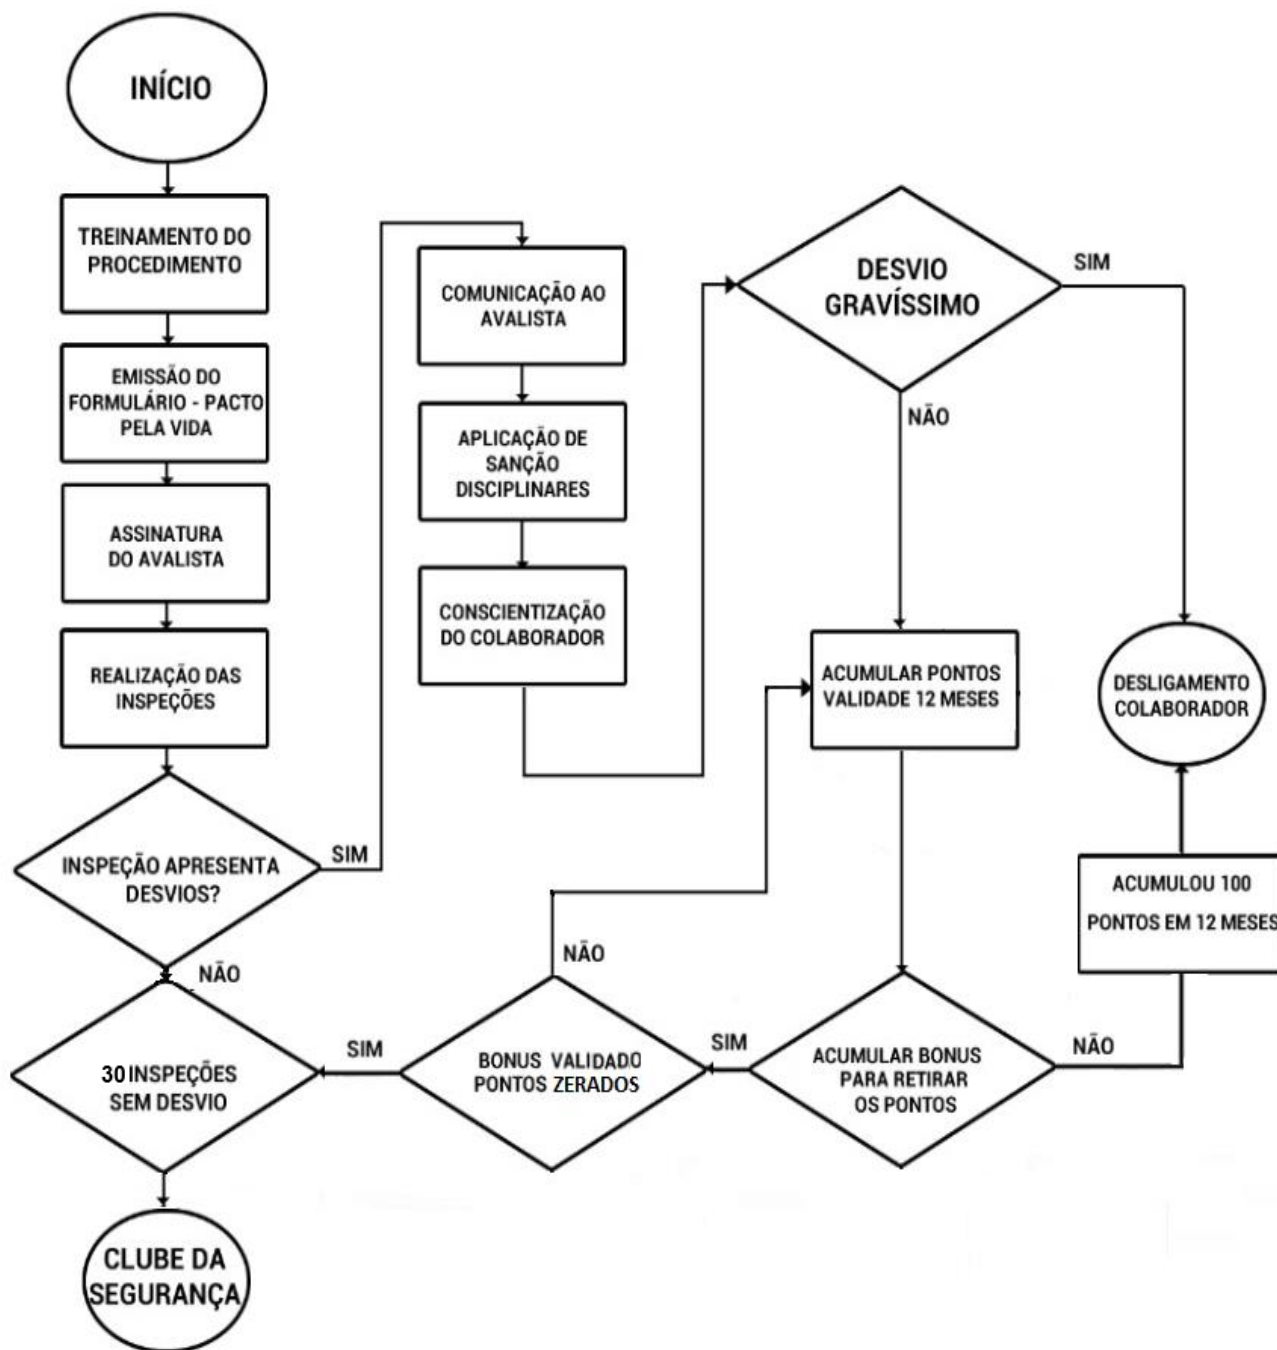 INÍCIO
TREINAMENTO DO
PROCEDIMENTO
EMISSÃO DO
FORMULÁRIO - PACTO
PELA VIDA
ASSINATURA
DO AVALISTA
REALIZAÇÃO DAS
INSPEÇÕES
INSPEÇÃO APRESENTA
DESVIOS?
SIM
NÃO
30 INSPEÇÕES
SEM DESVIO
CLUBE DA
SEGURANÇA
COMUNICAÇÃO AO
AVALISTA
APLICAÇÃO DE
SANÇÃO
DISCIPLINARES
CONSCIENTIZAÇÃO
DO COLABORADOR
DESVIO
GRAVÍSSIMO
SIM
NÃO
ACUMULAR PONTOS
VALIDADE 12 MESES
DESLIGAMENTO
COLABORADOR
ACUMULOU 100
PONTOS EM 12 MESES
ACUMULAR BONUS
PARA RETIRAR
OS PONTOS
NÃO
SIM
BONUS VALIDADO
PONTOS ZERADOS
NÃO
SIM